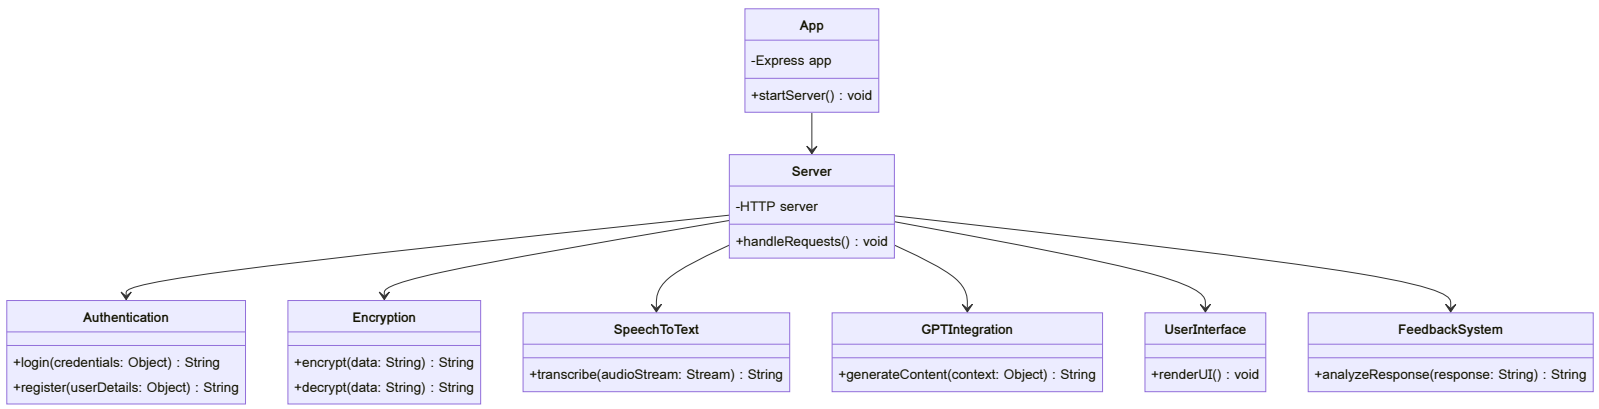 App
-Express app
+startServer() : void
Server
-HTTP server
+handleRequests() : void
Authentication
+login(credentials: Object) : String
+register(userDetails: Object) : String
Encryption
+encrypt(data: String) : String
+decrypt(data: String) : String
SpeechToText
+transcribe(audioStream: Stream) : String
GPTIntegration
+generateContent(context: Object) : String
UserInterface
+renderUI() : void
FeedbackSystem
+analyzeResponse(response: String) : String